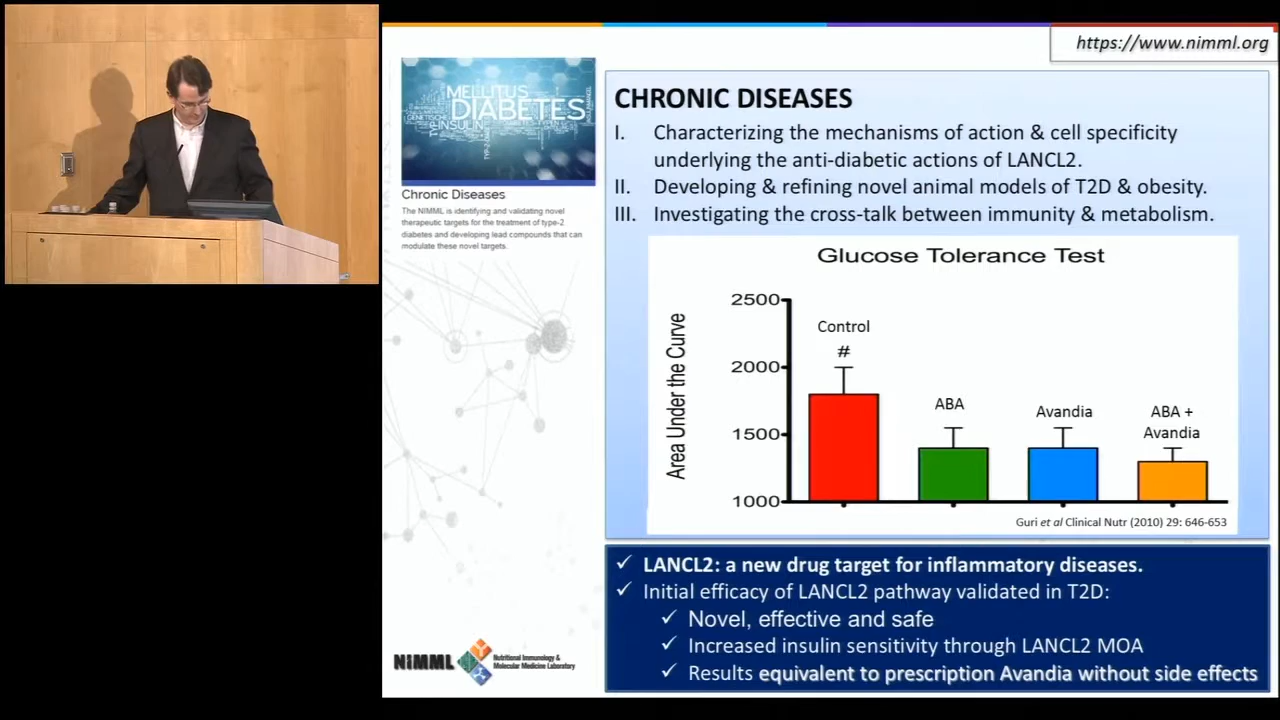 https://www.nimml.org
MELLITUS
DIABETES
INSULIN
Chronic Diseases
The NIMML is identifying and validating novel
therapeutic targets for the treatment of type-2
diabetes and developing lead compounds that can
modulate these novel targets.
CHRONIC DISEASES
I. Characterizing the mechanisms of action & cell specificity
underlying the anti-diabetic actions of LANCL2.
II. Developing & refining novel animal models of T2D & obesity.
III. Investigating the cross-talk between immunity & metabolism.
Glucose Tolerance Test
Area Under the Curve
2500
2000
1500
1000
Control
#
ABA
Avandia
ABA +
Avandia
Guri et al Clinical Nutr (2010) 29: 646-653
✓ LANCL2: a new drug target for inflammatory diseases.
✓ Initial efficacy of LANCL2 pathway validated in T2D:
✓ Novel, effective and safe
✓ Increased insulin sensitivity through LANCL2 MOA
✓ Results equivalent to prescription Avandia without side effects
NIMML
Nutritional Immunology &
Molecular Medicine Laboratory